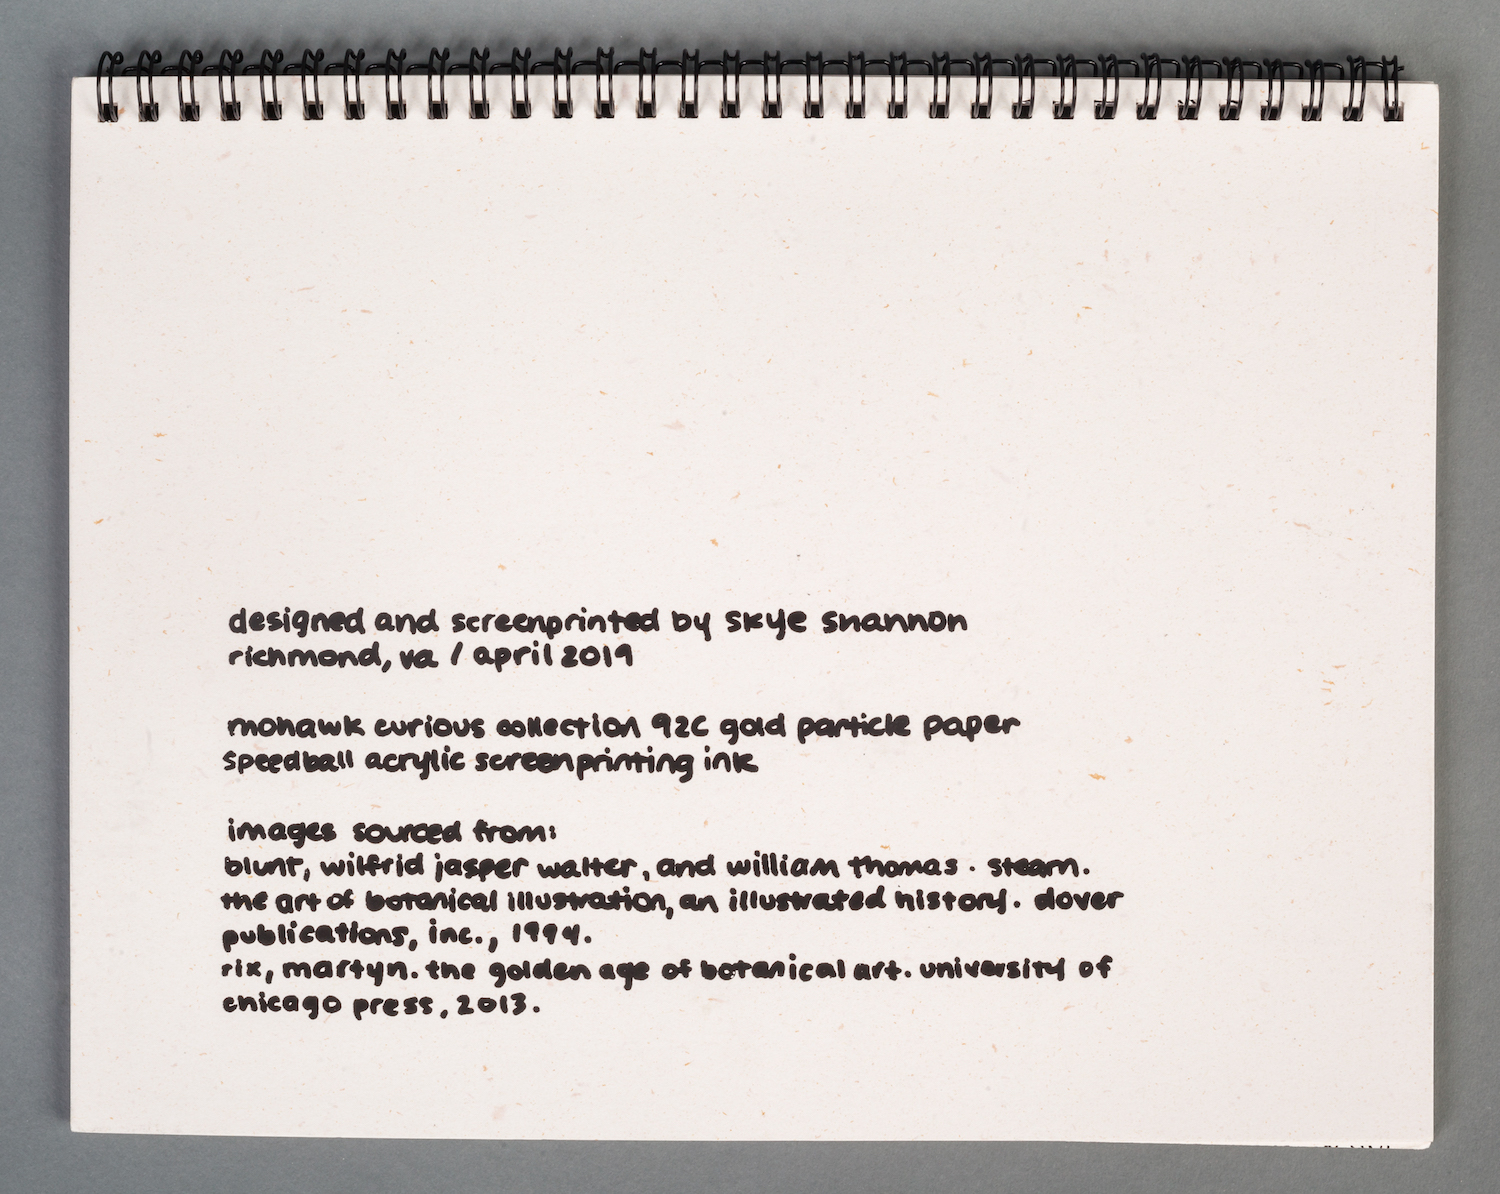 designed and screenprinted by skye shannon
richmond, va / april 2019
mohawk curious collection 92C gold particle paper
speedball acrylic screenprinting ink
images sourced from:
blunt, wilfrid jasper walter, and william thomas . stearn.
the art of botanical illustration, an illustrated history. dover
publications, inc., 1994.
rix, martyn. the golden age of botanical art. university of
chicago press, 2013.